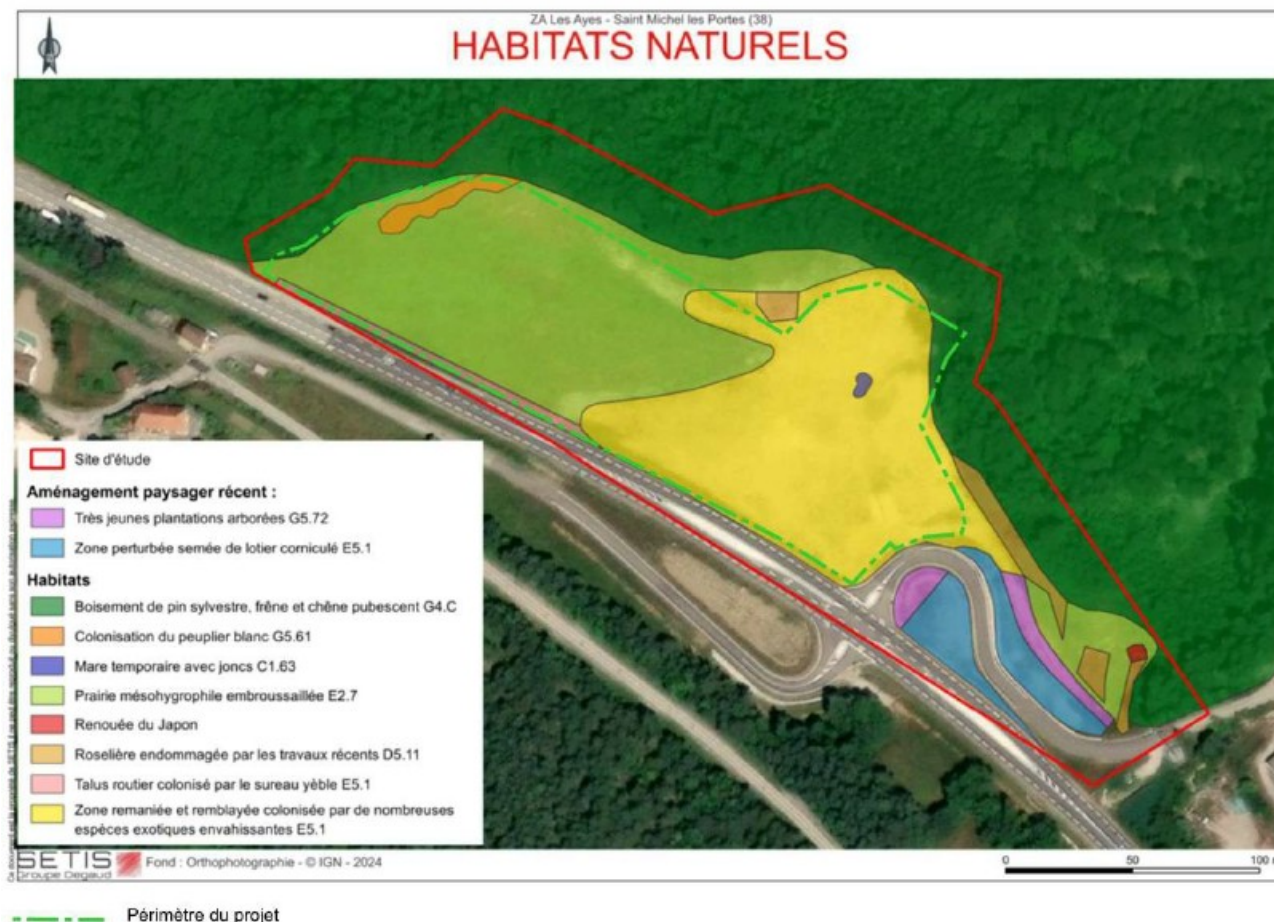 ZA Les Ayes - Saint Michel les Portes (38)
HABITATS NATURELS
Site d'étude
Aménagement paysager récent :
Très jeunes plantations arborées G5.72
Zone perturbée semée de lotier corniculé E5.1
Habitats
Boisement de pin sylvestre, frêne et chêne pubescent G4.C
Colonisation du peuplier blanc G5.61
Mare temporaire avec joncs C1.63
Prairie mésohygrophile embroussaillée E2.7
Renouée du Japon
Roselière endommagée par les travaux récents D5.11
Talus routier colonisé par le sureau yèble E5.1
Zone remaniée et remblayée colonisée par de nombreuses
espèces exotiques envahissantes E5.1
SETIS
Groupe Degaud
Fond : Orthophotographie - © IGN - 2024
0 50 100
Périmètre du projet